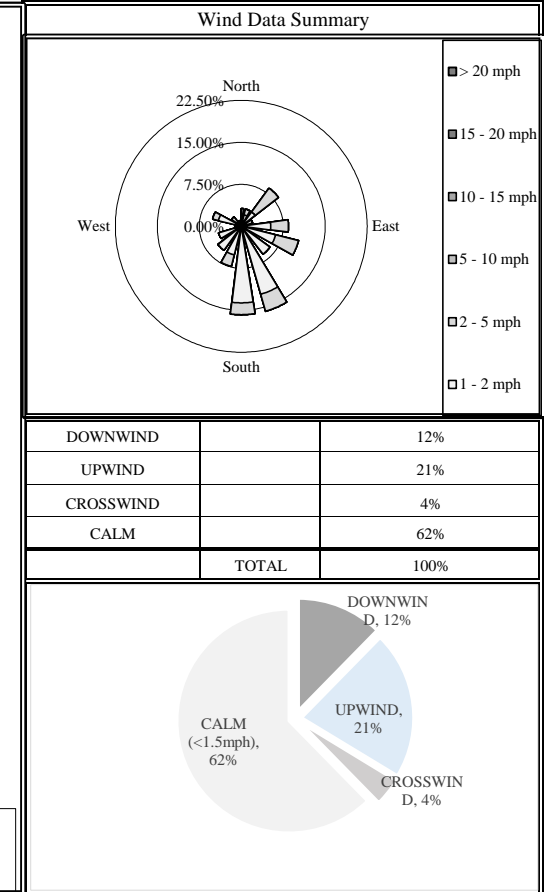 Wind Data Summary
North
22.50%
15.00%
7.50%
0.00%
West
East
South
> 20 mph
15 - 20 mph
10 - 15 mph
5 - 10 mph
2 - 5 mph
1 - 2 mph
DOWNWIND 12%
UPWIND 21%
CROSSWIND 4%
CALM 62%
TOTAL 100%
DOWNWIN
D, 12%
UPWIND,
21%
CROSSWIN
D, 4%
CALM
(<1.5mph),
62%